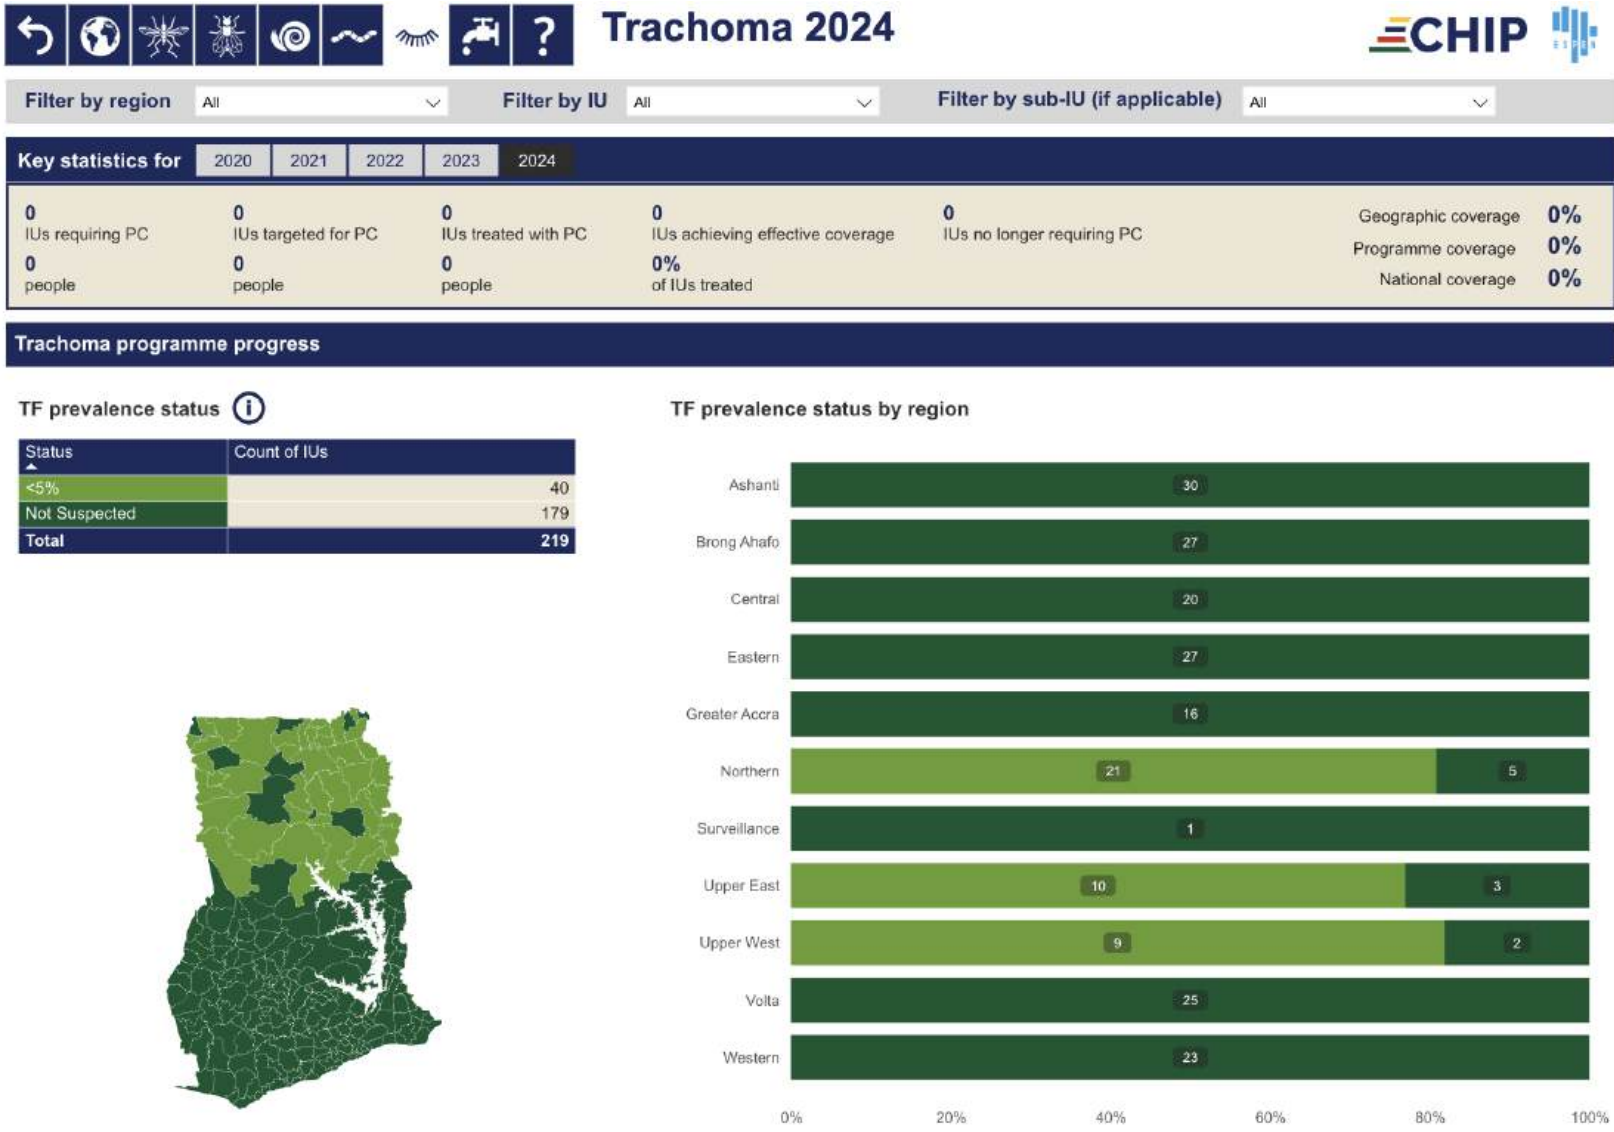 ?
Trachoma 2024
CHIP
ESPEN
Filter by region All
Filter by IU All
Filter by sub-IU (if applicable) All
Key statistics for 2020 2021 2022 2023 2024
0 0 0 0 0
IUs requiring PC IUs targeted for PC IUs treated with PC IUs achieving effective coverage IUs no longer requiring PC
0 0 0 0%
people people people of IUs treated
Geographic coverage 0%
Programme coverage 0%
National coverage 0%
Trachoma programme progress
TF prevalence status i
Status Count of IUs
<5% 40
Not Suspected 179
Total 219
TF prevalence status by region
Ashanti 30
Brong Ahafo 27
Central 20
Eastern 27
Greater Accra 16
Northern 21 5
Surveillance 1
Upper East 10 3
Upper West 9 2
Volta 25
Western 23
0% 20% 40% 60% 80% 100%